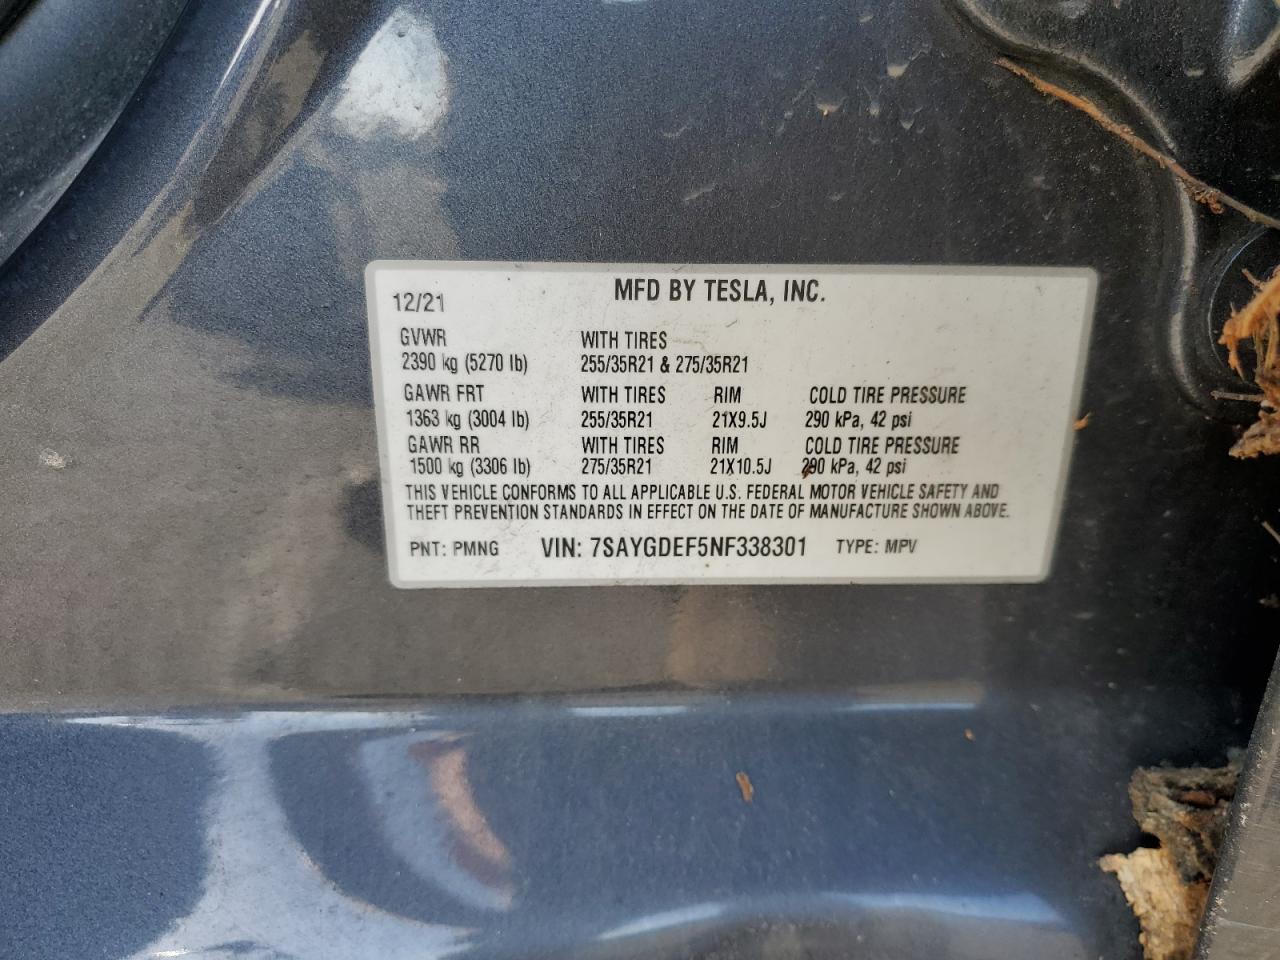 MFD BY TESLA, INC.
12/21
GVWR WITH TIRES
2390 kg (5270 lb) 255/35R21 & 275/35R21
GAWR FRT WITH TIRES RIM COLD TIRE PRESSURE
1363 kg (3004 lb) 255/35R21 21X9.5J 290 kPa, 42 psi
GAWR RR WITH TIRES RIM COLD TIRE PRESSURE
1500 kg (3306 lb) 275/35R21 21X10.5J 290 kPa, 42 psi
THIS VEHICLE CONFORMS TO ALL APPLICABLE U.S. FEDERAL MOTOR VEHICLE SAFETY AND
THEFT PREVENTION STANDARDS IN EFFECT ON THE DATE OF MANUFACTURE SHOWN ABOVE.
PNT: PMNG VIN: 7SAYGDEF5NF338301 TYPE: MPV